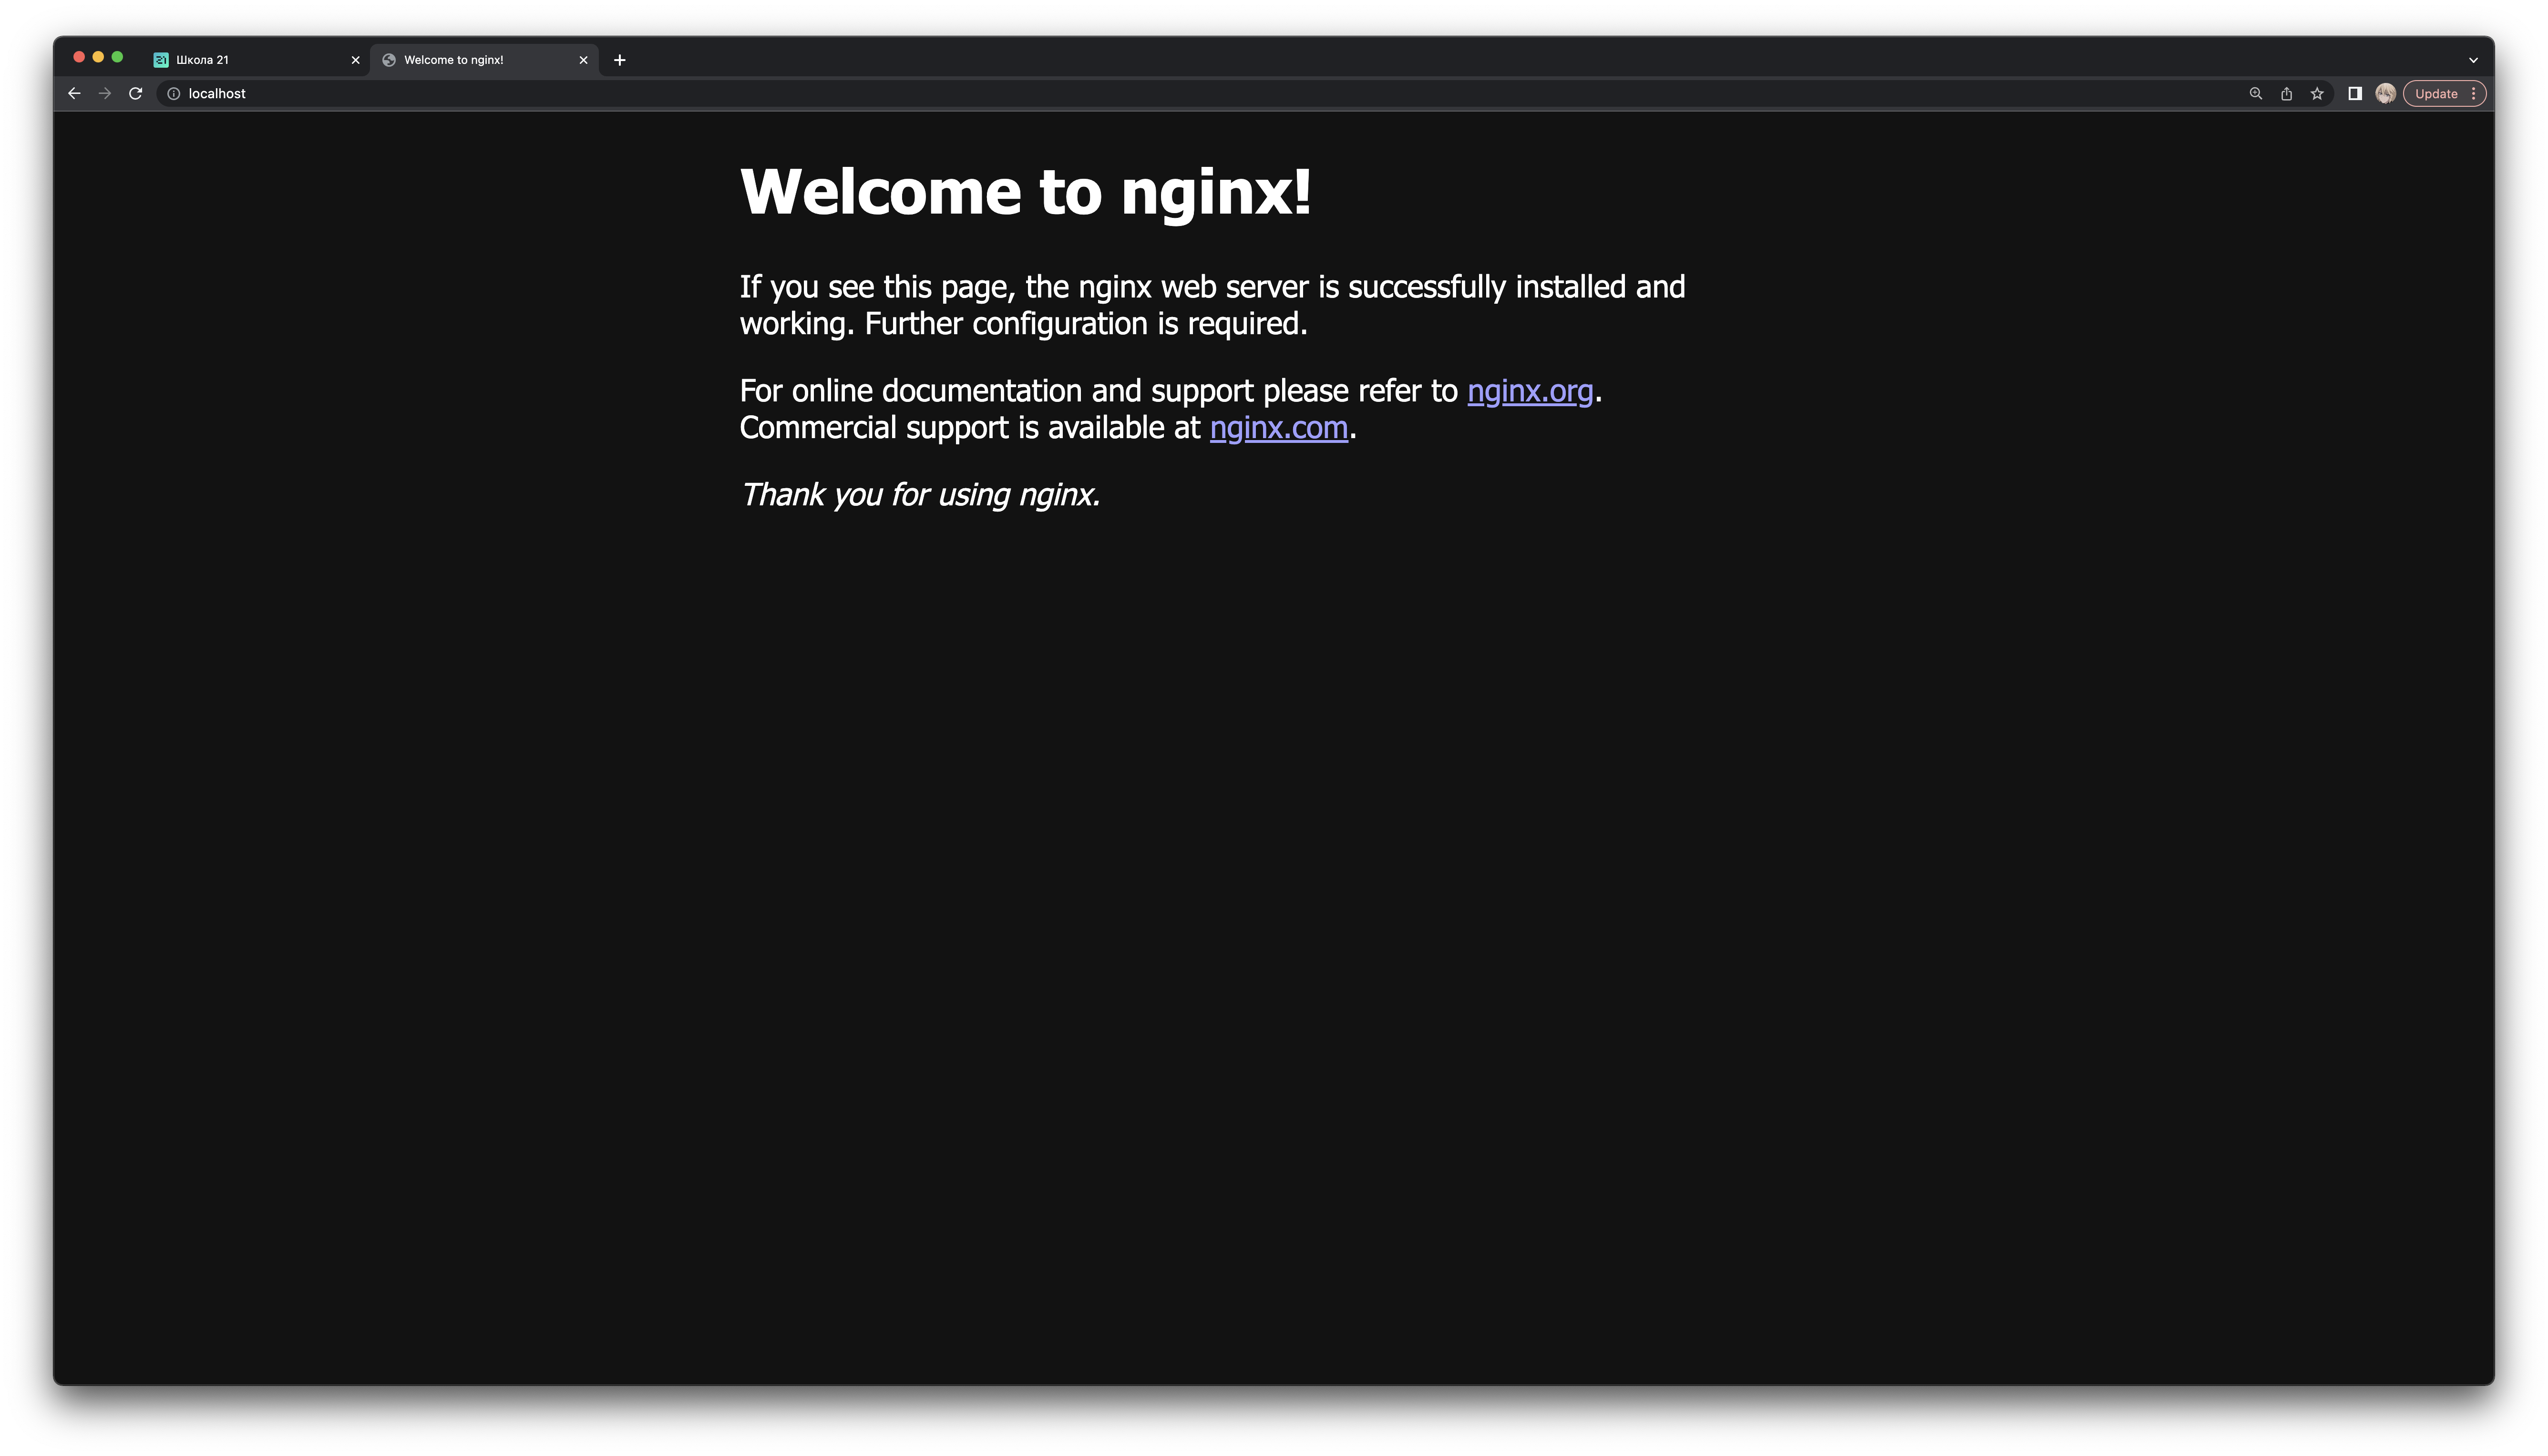 21 Школа 21
Welcome to nginx!
localhost
Update
Welcome to nginx!
If you see this page, the nginx web server is successfully installed and
working. Further configuration is required.
For online documentation and support please refer to nginx.org.
Commercial support is available at nginx.com.
Thank you for using nginx.